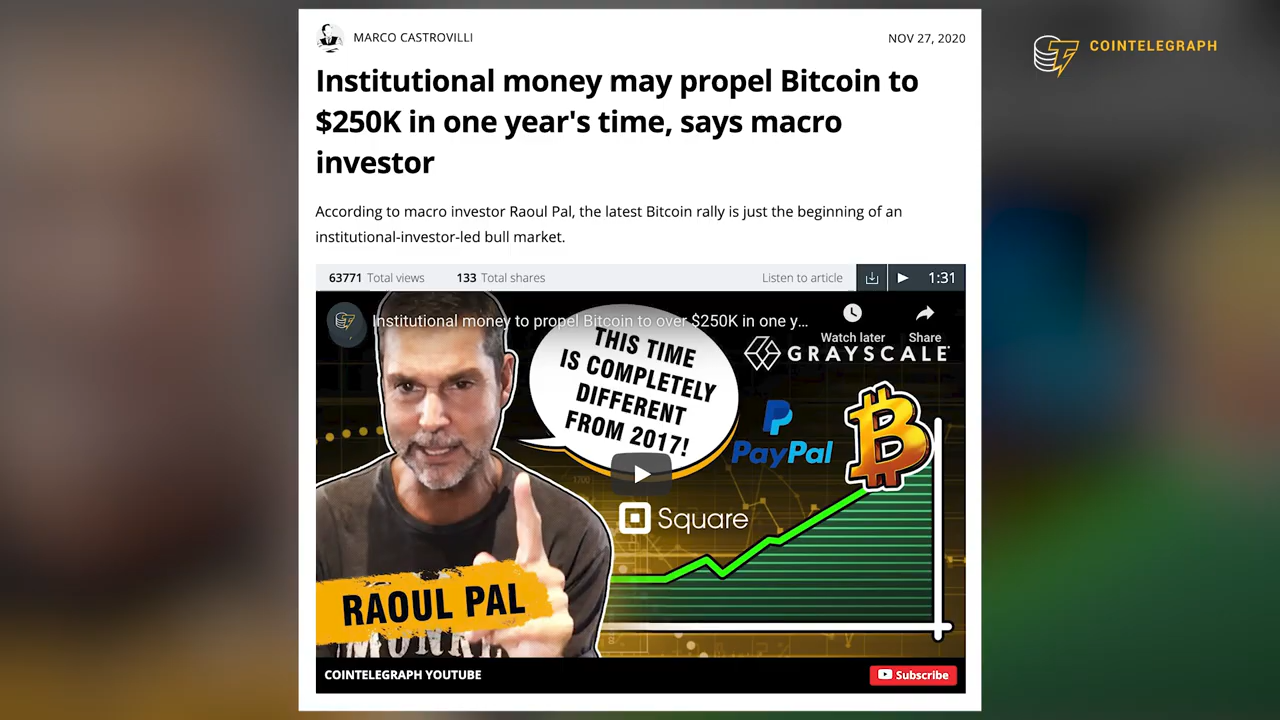 MARCO CASTROVILLI
NOV 27, 2020
COINTELEGRAPH
Institutional money may propel Bitcoin to
$250K in one year's time, says macro
investor
According to macro investor Raoul Pal, the latest Bitcoin rally is just the beginning of an
institutional-investor-led bull market.
63771 Total views 133 Total shares Listen to article 1:31
Institutional money to propel Bitcoin to over $250K in one y...
Watch later Share
GRAYSCALE
THIS TIME
IS COMPLETELY
DIFFERENT
FROM 2017!
PayPal
1700
Square
RAOUL PAL
COINTELEGRAPH YOUTUBE
Subscribe